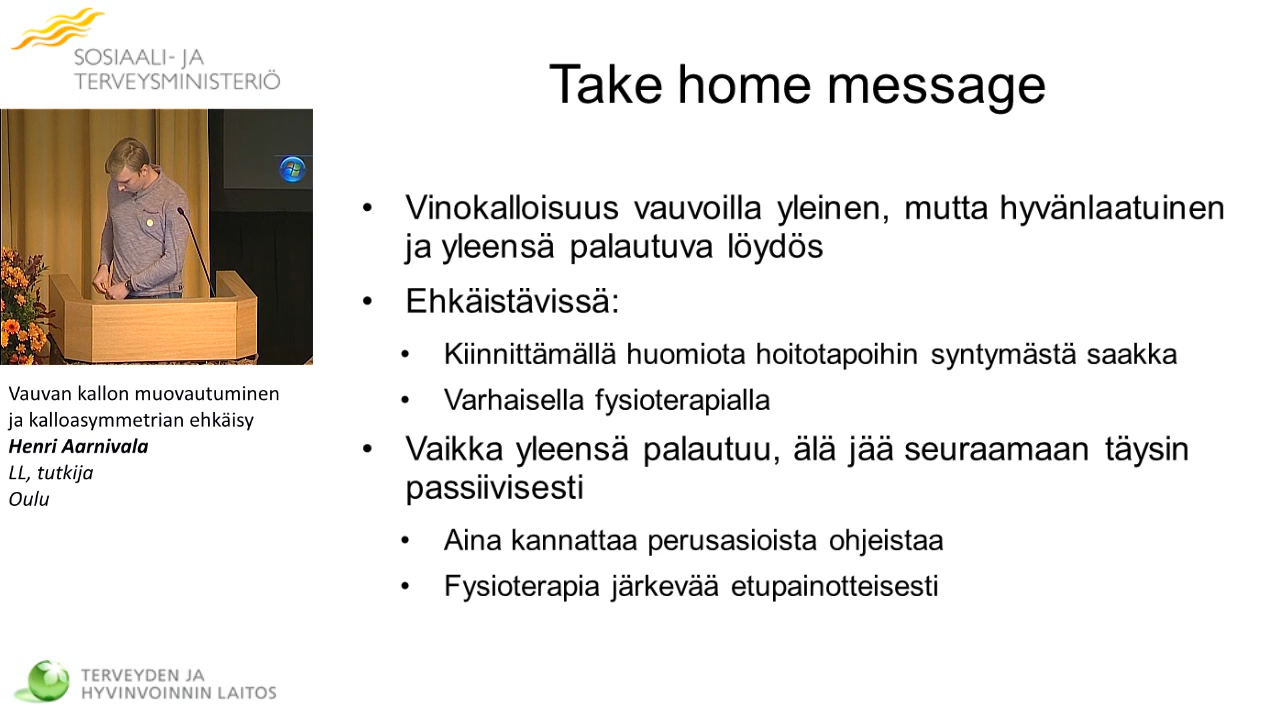 SOSIAALI- JA
TERVEYSMINISTERIÖ
Take home message
• Vinokalloisuus vauvoilla yleinen, mutta hyvänlaatuinen
ja yleensä palautuva löydös
• Ehkäistävissä:
• Kiinnittämällä huomiota hoitotapoihin syntymästä saakka
• Varhaisella fysioterapialla
• Vaikka yleensä palautuu, älä jää seuraamaan täysin
passiivisesti
• Aina kannattaa perusasioista ohjeistaa
• Fysioterapia järkevää etupainotteisesti
Vauvan kallon muovautuminen
ja kalloasymmetrian ehkäisy
Henri Aarnivala
LL, tutkija
Oulu
TERVEYDEN JA
HYVINVOINNIN LAITOS